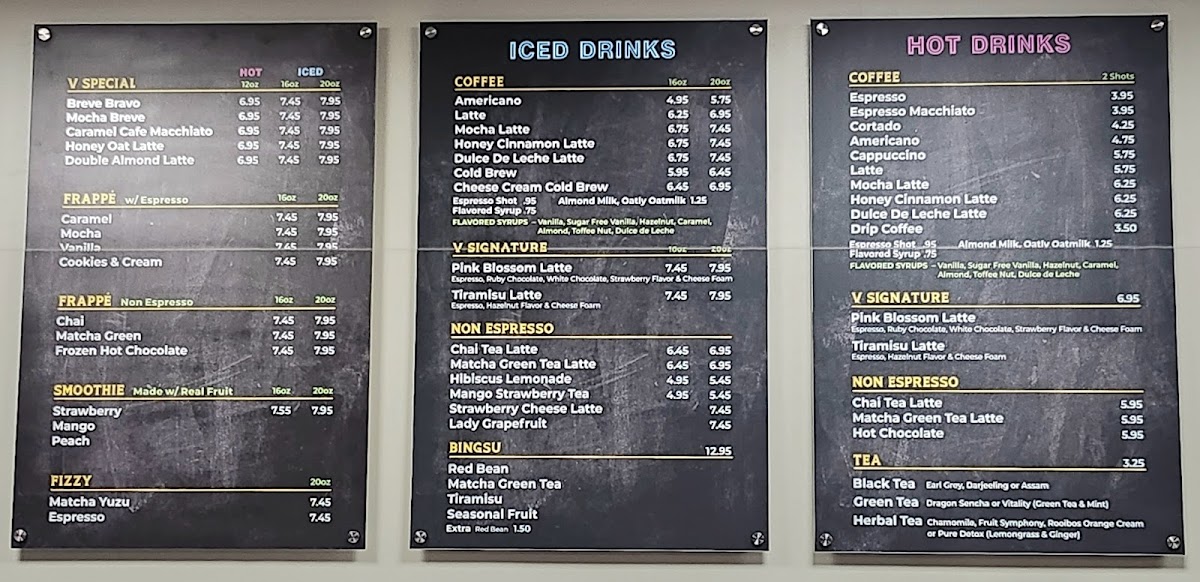 HOT ICED
V SPECIAL 12oz 16oz 20oz
Breve Bravo 6.95 7.45 7.95
Mocha Breve 6.95 7.45 7.95
Caramel Cafe Macchiato 6.95 7.45 7.95
Honey Oat Latte 6.95 7.45 7.95
Double Almond Latte 6.95 7.45 7.95
FRAPPÉ w/ Espresso 16oz 20oz
Caramel 7.45 7.95
Mocha 7.45 7.95
Vanilla 7.45 7.95
Cookies & Cream 7.45 7.95
FRAPPÉ Non Espresso 16oz 20oz
Chai 7.45 7.95
Matcha Green 7.45 7.95
Frozen Hot Chocolate 7.45 7.95
SMOOTHIE Made w/ Real Fruit 16oz 20oz
Strawberry 7.55 7.95
Mango
Peach
FIZZY 20oz
Matcha Yuzu 7.45
Espresso 7.45
ICED DRINKS
COFFEE 16oz 20oz
Americano 4.95 5.75
Latte 6.25 6.95
Mocha Latte 6.75 7.45
Honey Cinnamon Latte 6.75 7.45
Dulce De Leche Latte 6.75 7.45
Cold Brew 5.95 6.45
Cheese Cream Cold Brew 6.45 6.95
Espresso Shot .95 Almond Milk, Oatly Oatmilk 1.25
Flavored Syrup .75
FLAVORED SYRUPS - Vanilla, Sugar Free Vanilla, Hazelnut, Caramel,
Almond, Toffee Nut, Dulce de Leche
V SIGNATURE 16oz 20oz
Pink Blossom Latte 7.45 7.95
Espresso, Ruby Chocolate, White Chocolate, Strawberry Flavor & Cheese Foam
Tiramisu Latte 7.45 7.95
Espresso, Hazelnut Flavor & Cheese Foam
NON ESPRESSO
Chai Tea Latte 6.45 6.95
Matcha Green Tea Latte 6.45 6.95
Hibiscus Lemonade 4.95 5.45
Mango Strawberry Tea 4.95 5.45
Strawberry Cheese Latte 7.45
Lady Grapefruit 7.45
BINGSU 12.95
Red Bean
Matcha Green Tea
Tiramisu
Seasonal Fruit
Extra Red Bean 1.50
HOT DRINKS
COFFEE 2 Shots
Espresso 3.95
Espresso Macchiato 3.95
Cortado 4.25
Americano 4.75
Cappuccino 5.75
Latte 5.75
Mocha Latte 6.25
Honey Cinnamon Latte 6.25
Dulce De Leche Latte 6.25
Drip Coffee 3.50
Espresso Shot .95 Almond Milk, Oatly Oatmilk 1.25
Flavored Syrup .75
FLAVORED SYRUPS - Vanilla, Sugar Free Vanilla, Hazelnut, Caramel,
Almond, Toffee Nut, Dulce de Leche
V SIGNATURE 6.95
Pink Blossom Latte
Espresso, Ruby Chocolate, White Chocolate, Strawberry Flavor & Cheese Foam
Tiramisu Latte
Espresso, Hazelnut Flavor & Cheese Foam
NON ESPRESSO
Chai Tea Latte 5.95
Matcha Green Tea Latte 5.95
Hot Chocolate 5.95
TEA 3.25
Black Tea Earl Grey, Darjeeling or Assam
Green Tea Dragon Sencha or Vitality (Green Tea & Mint)
Herbal Tea Chamomile, Fruit Symphony, Rooibos Orange Cream
or Pure Detox (Lemongrass & Ginger)